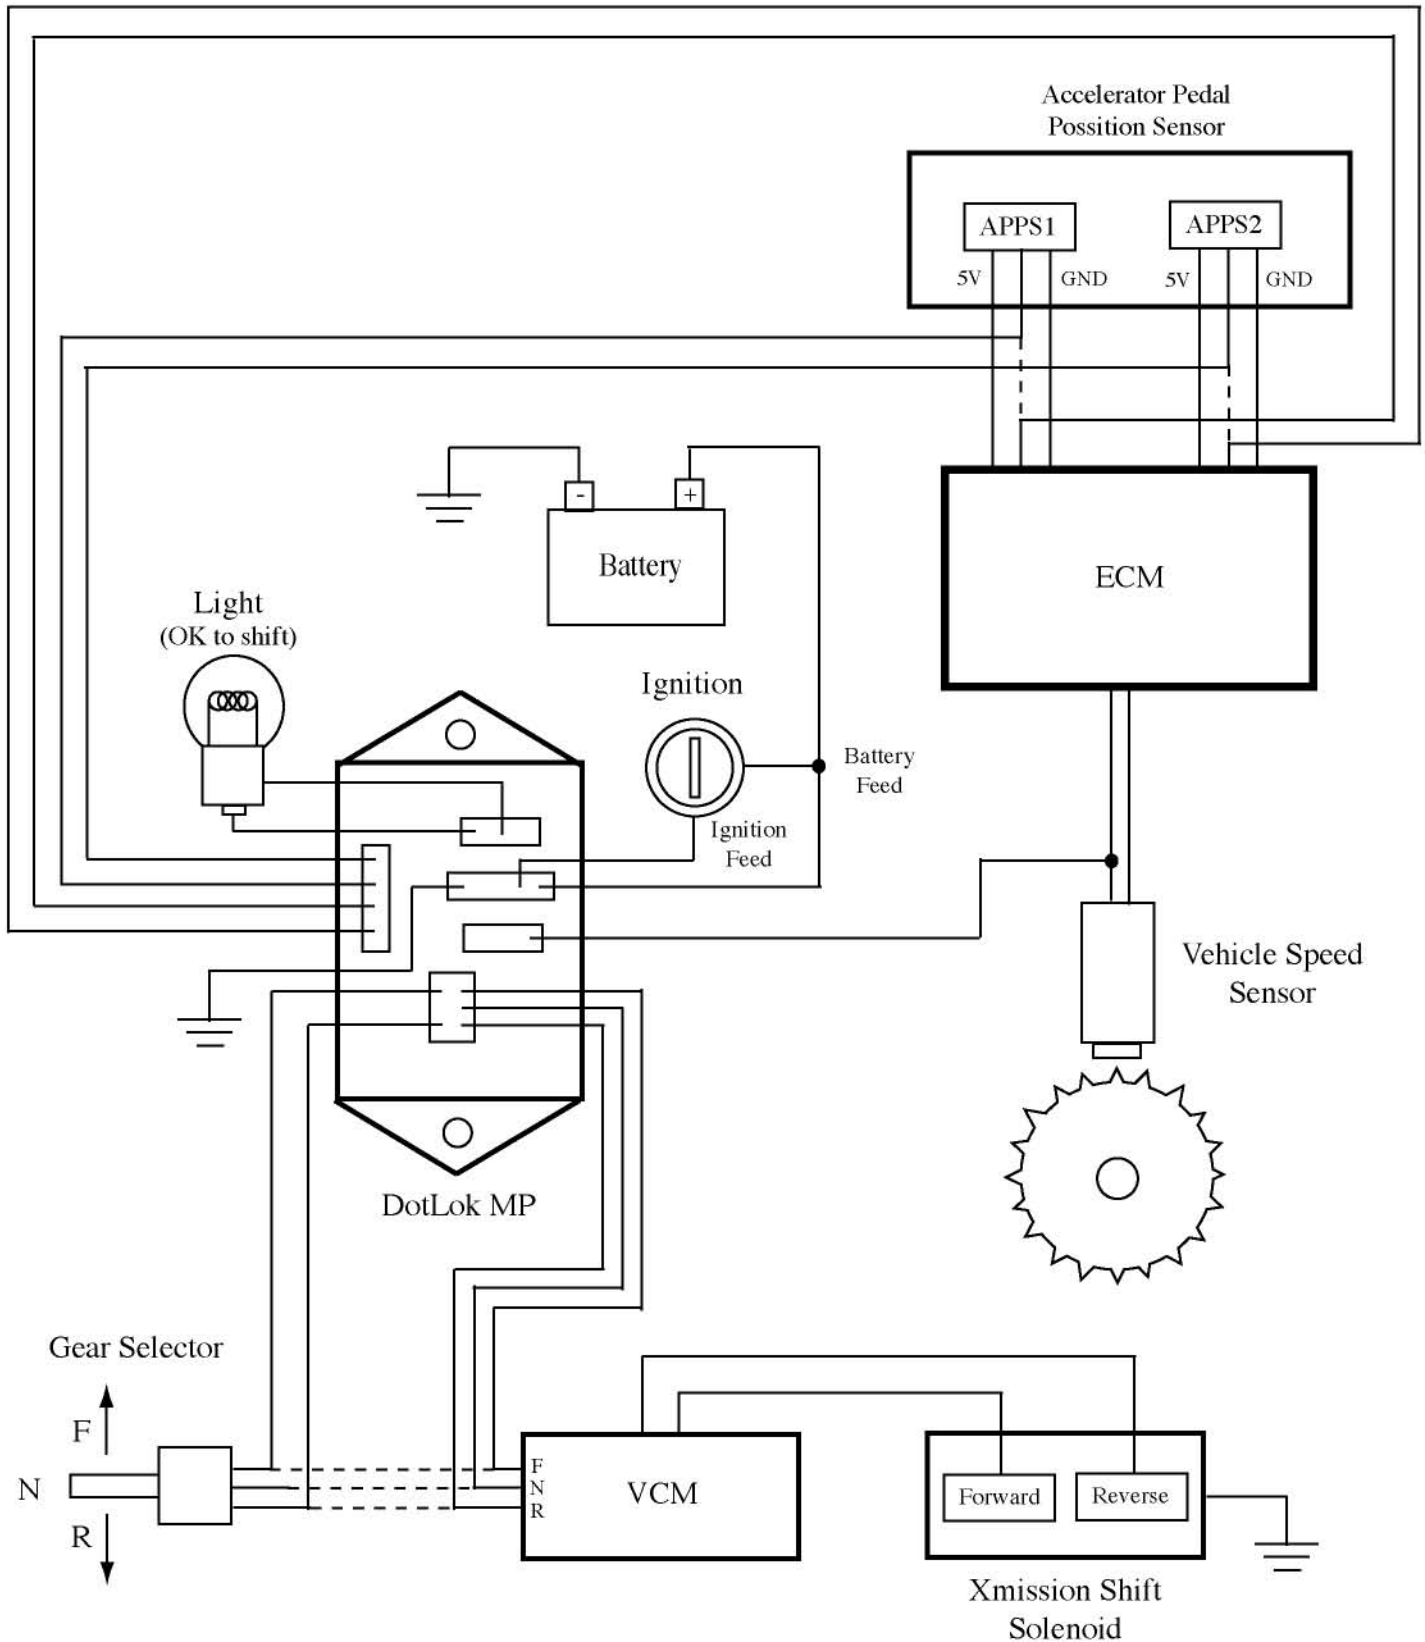 Accelerator Pedal
Possition Sensor
APPS1
APPS2
5V
GND
5V
GND
-
+
Battery
ECM
Light
(OK to shift)
Ignition
Battery
Feed
Ignition
Feed
Vehicle Speed
Sensor
DotLok MP
Gear Selector
F
N
R
F
N
R
VCM
Forward
Reverse
Xmission Shift
Solenoid